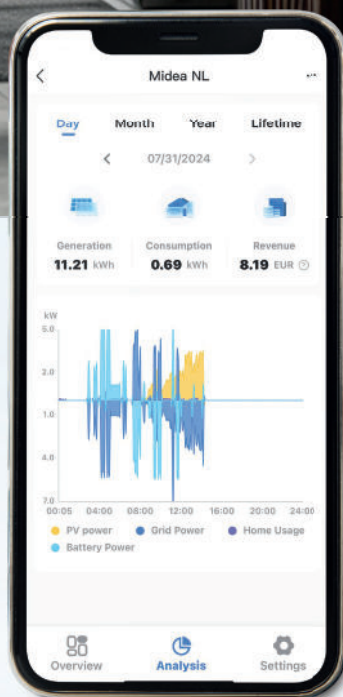 Midea NL
Day Month Year Lifetime
07/31/2024
Generation Consumption Revenue
11.21 kWh 0.69 kWh 8.19 EUR
kW
5.0
2.0
1.0
4.0
7.0
00:05 04:00 08:00 12:00 16:00 20:00 24:00
PV power Grid Power Home Usage
Battery Power
Overview Analysis Settings